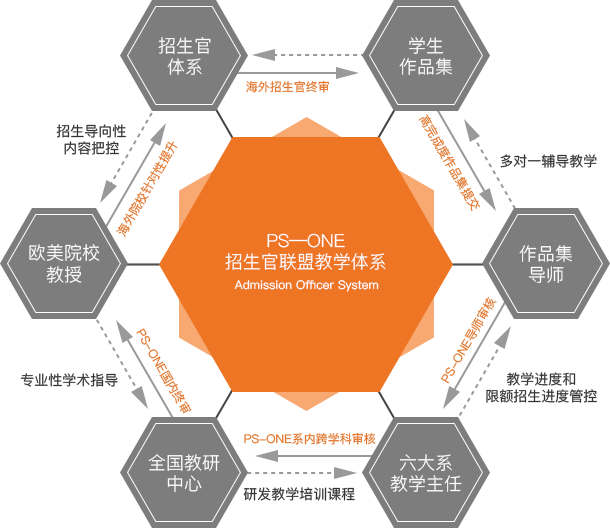 招生官
体系
学生
作品集
海外招生官终审
招生导向性
内容把控
海外院校针对性提升
高完成度作品集提交
多对一辅导教学
PS—ONE
招生官联盟教学体系
Admission Officer System
欧美院校
教授
作品集
导师
PS-ONE国内终审
PS-ONE导师审核
专业性学术指导
教学进度和
限额招生进度管控
全国教研
中心
PS-ONE系内跨学科审核
研发教学培训课程
六大系
教学主任